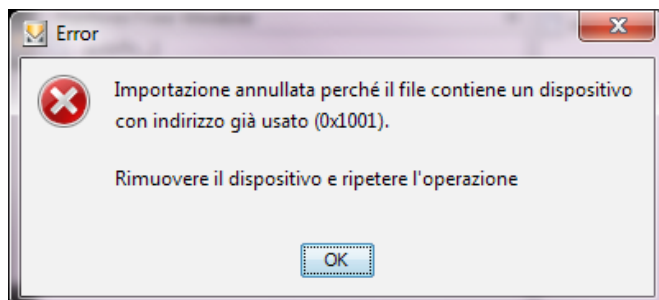 Error
Importazione annullata perché il file contiene un dispositivo
con indirizzo già usato (0x1001).
Rimuovere il dispositivo e ripetere l'operazione
OK